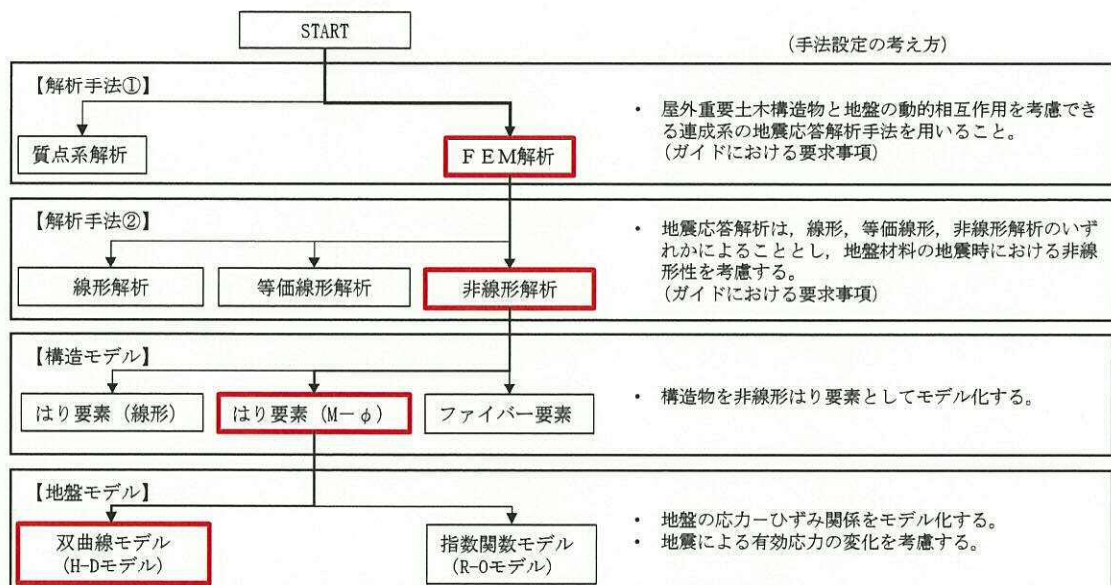 START
(手法設定の考え方)
【解析手法①】
質点系解析
FEM解析
・ 屋外重要土木構造物と地盤の動的相互作用を考慮でき
る連成系の地震応答解析手法を用いること。
(ガイドにおける要求事項)
【解析手法②】
線形解析
等価線形解析
非線形解析
・ 地震応答解析は，線形，等価線形，非線形解析のいず
れかによることとし，地盤材料の地震時における非線
形性を考慮する。
(ガイドにおける要求事項)
【構造モデル】
はり要素（線形）
はり要素（M－φ）
ファイバー要素
・ 構造物を非線形はり要素としてモデル化する。
【地盤モデル】
双曲線モデル
(H-Dモデル)
指数関数モデル
(R-Oモデル)
・ 地盤の応力－ひずみ関係をモデル化する。
・ 地震による有効応力の変化を考慮する。